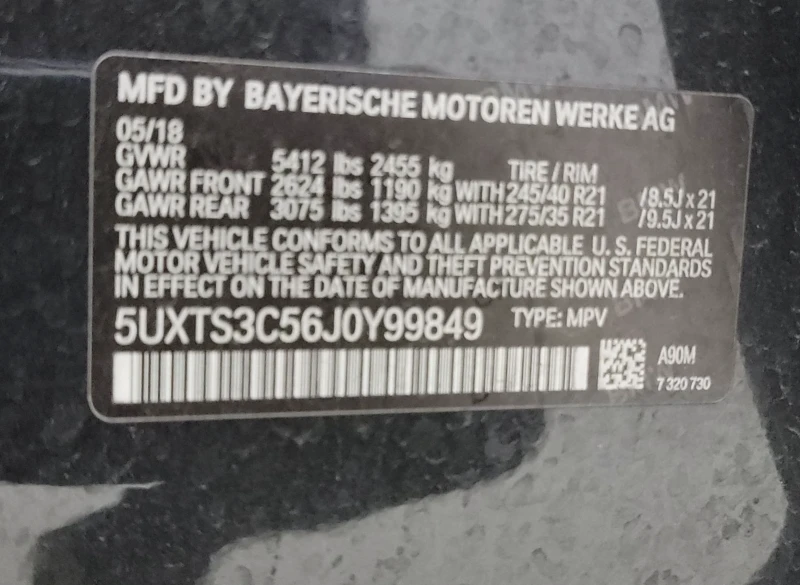 MFD BY BAYERISCHE MOTOREN WERKE AG
05/18
GVWR 5412 lbs 2455 kg TIRE / RIM
GAWR FRONT 2624 lbs 1190 kg WITH 245/40 R21 /8.5J x 21
GAWR REAR 3075 lbs 1395 kg WITH 275/35 R21 /9.5J x 21
THIS VEHICLE CONFORMS TO ALL APPLICABLE U. S. FEDERAL
MOTOR VEHICLE SAFETY AND THEFT PREVENTION STANDARDS
IN EFFECT ON THE DATE OF MANUFACTURE SHOWN ABOVE.
5UXTS3C56J0Y99849 TYPE: MPV
A90M
7 320 730